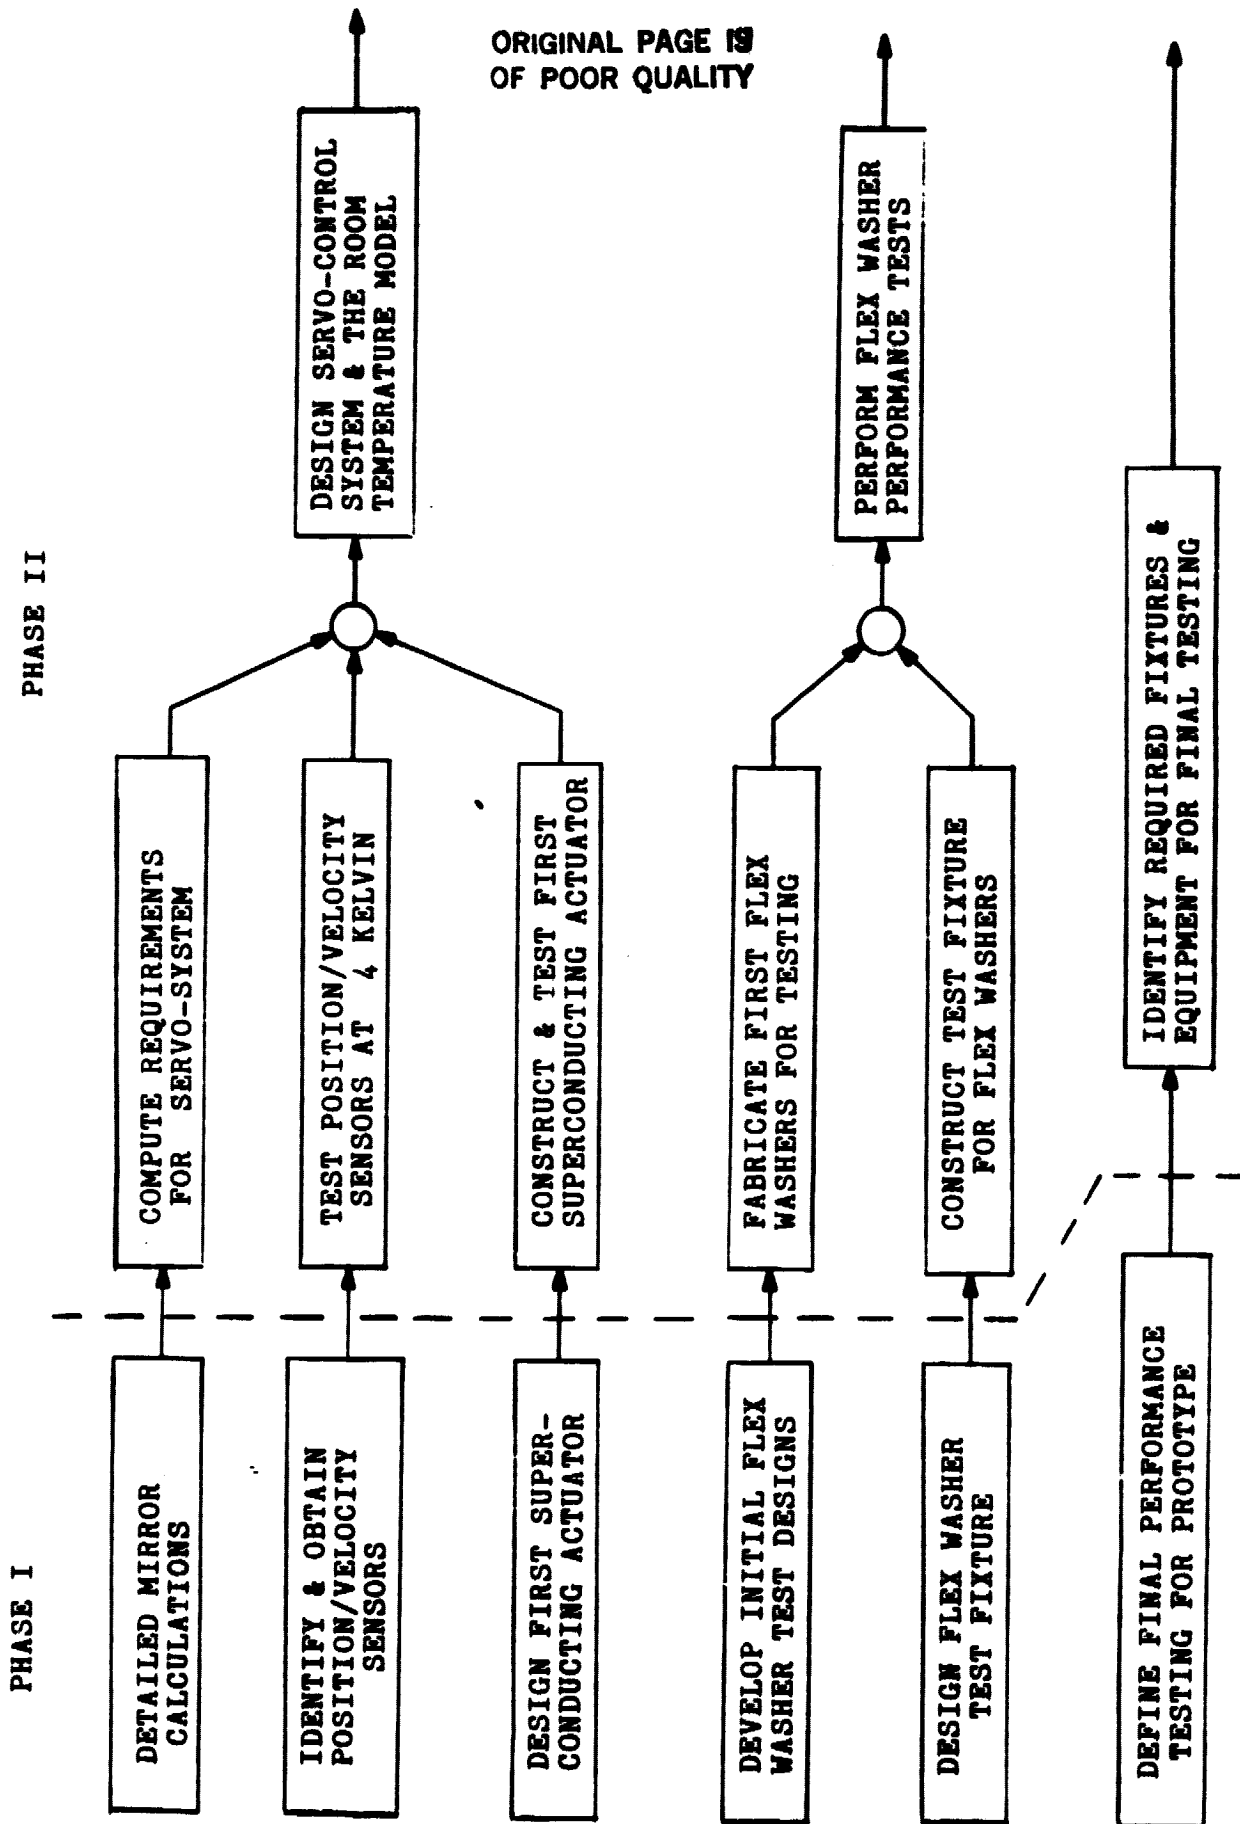 ORIGINAL PAGE IS
OF POOR QUALITY
PHASE I
PHASE II
DETAILED MIRROR
CALCULATIONS
COMPUTE REQUIREMENTS
FOR SERVO-SYSTEM
IDENTIFY & OBTAIN
POSITION/VELOCITY
SENSORS
TEST POSITION/VELOCITY
SENSORS AT 4 KELVIN
DESIGN SERVO-CONTROL
SYSTEM & THE ROOM
TEMPERATURE MODEL
DESIGN FIRST SUPER-
CONDUCTING ACTUATOR
CONSTRUCT & TEST FIRST
SUPERCONDUCTING ACTUATOR
DEVELOP INITIAL FLEX
WASHER TEST DESIGNS
FABRICATE FIRST FLEX
WASHERS FOR TESTING
PERFORM FLEX WASHER
PERFORMANCE TESTS
DESIGN FLEX WASHER
TEST FIXTURE
CONSTRUCT TEST FIXTURE
FOR FLEX WASHERS
DEFINE FINAL PERFORMANCE
TESTING FOR PROTOTYPE
IDENTIFY REQUIRED FIXTURES &
EQUIPMENT FOR FINAL TESTING